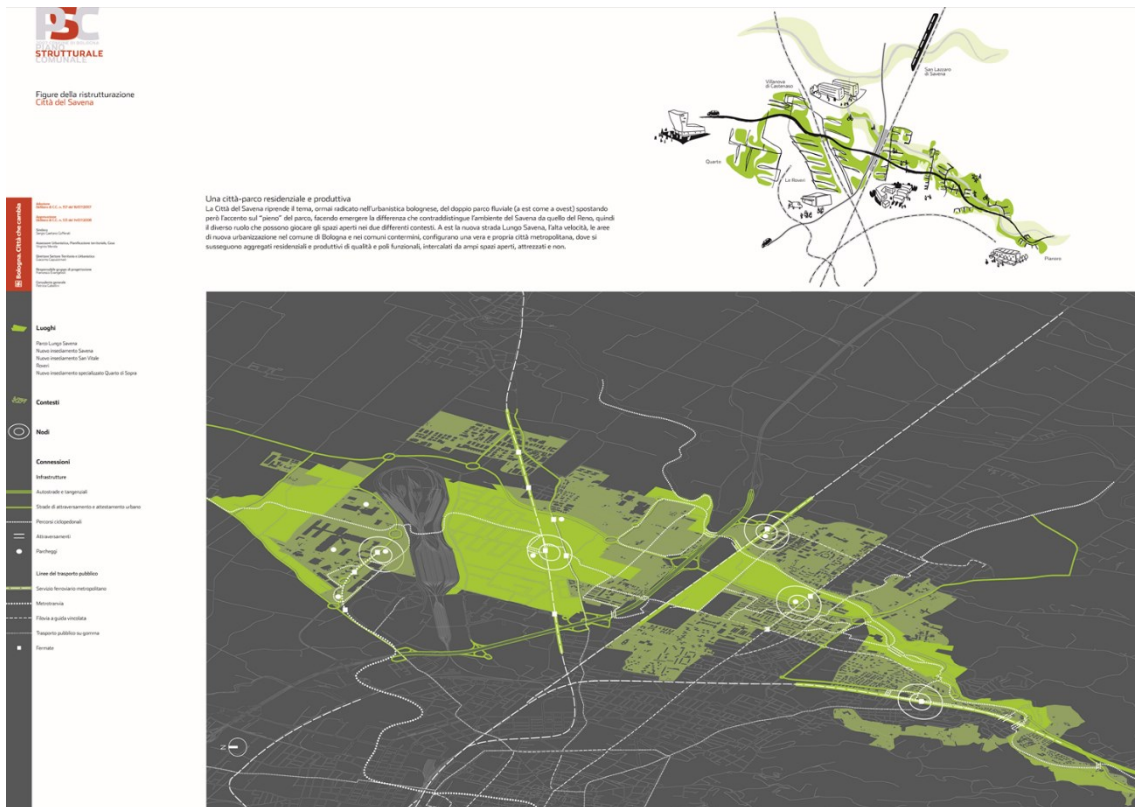 PSC
PIANO
STRUTTURALE
COMUNALE
Figure della ristrutturazione
Città del Savena
Bologna. Città che cambia
Una città-parco residenziale e produttiva
La Città del Savena riprende il tema, ormai radicato nell'urbanistica bolognese, del doppio parco fluviale (a est come a ovest) spostando
però l'accento sul "pieno" del parco, facendo emergere la differenza che contraddistingue l'ambiente del Savena da quello del Reno, quindi
il diverso ruolo che possono giocare gli spazi aperti nei due differenti contesti. A est la nuova strada Lungo Savena, l'alta velocità, le aree
di nuova urbanizzazione nel comune di Bologna e nei comuni contermini, configurano una vera e propria città metropolitana, dove si
susseguono aggregati residenziali e produttivi di qualità e poli funzionali, intercalati da ampi spazi aperti, attrezzati e non.
Villanova
di Castenaso
San Lazzaro
di Savena
Quarto
La Roveri
Pianoro
Luoghi
Parco Lungo Savena
Nuovo insediamento Savena
Nuovo insediamento San Vitale
Roveri
Nuovo insediamento specializzato Quarto di Sopra
Contesti
Nodi
Connessioni
Infrastrutture
Autostrade e tangenziali
Strade di attraversamento e attestamento urbano
Percorsi ciclopedonali
Attraversamenti
Parcheggi
Linee del trasporto pubblico
Servizio ferroviario metropolitano
Metrotranvia
Filovia a guida vincolata
Trasporto pubblico su gomma
Fermate
N